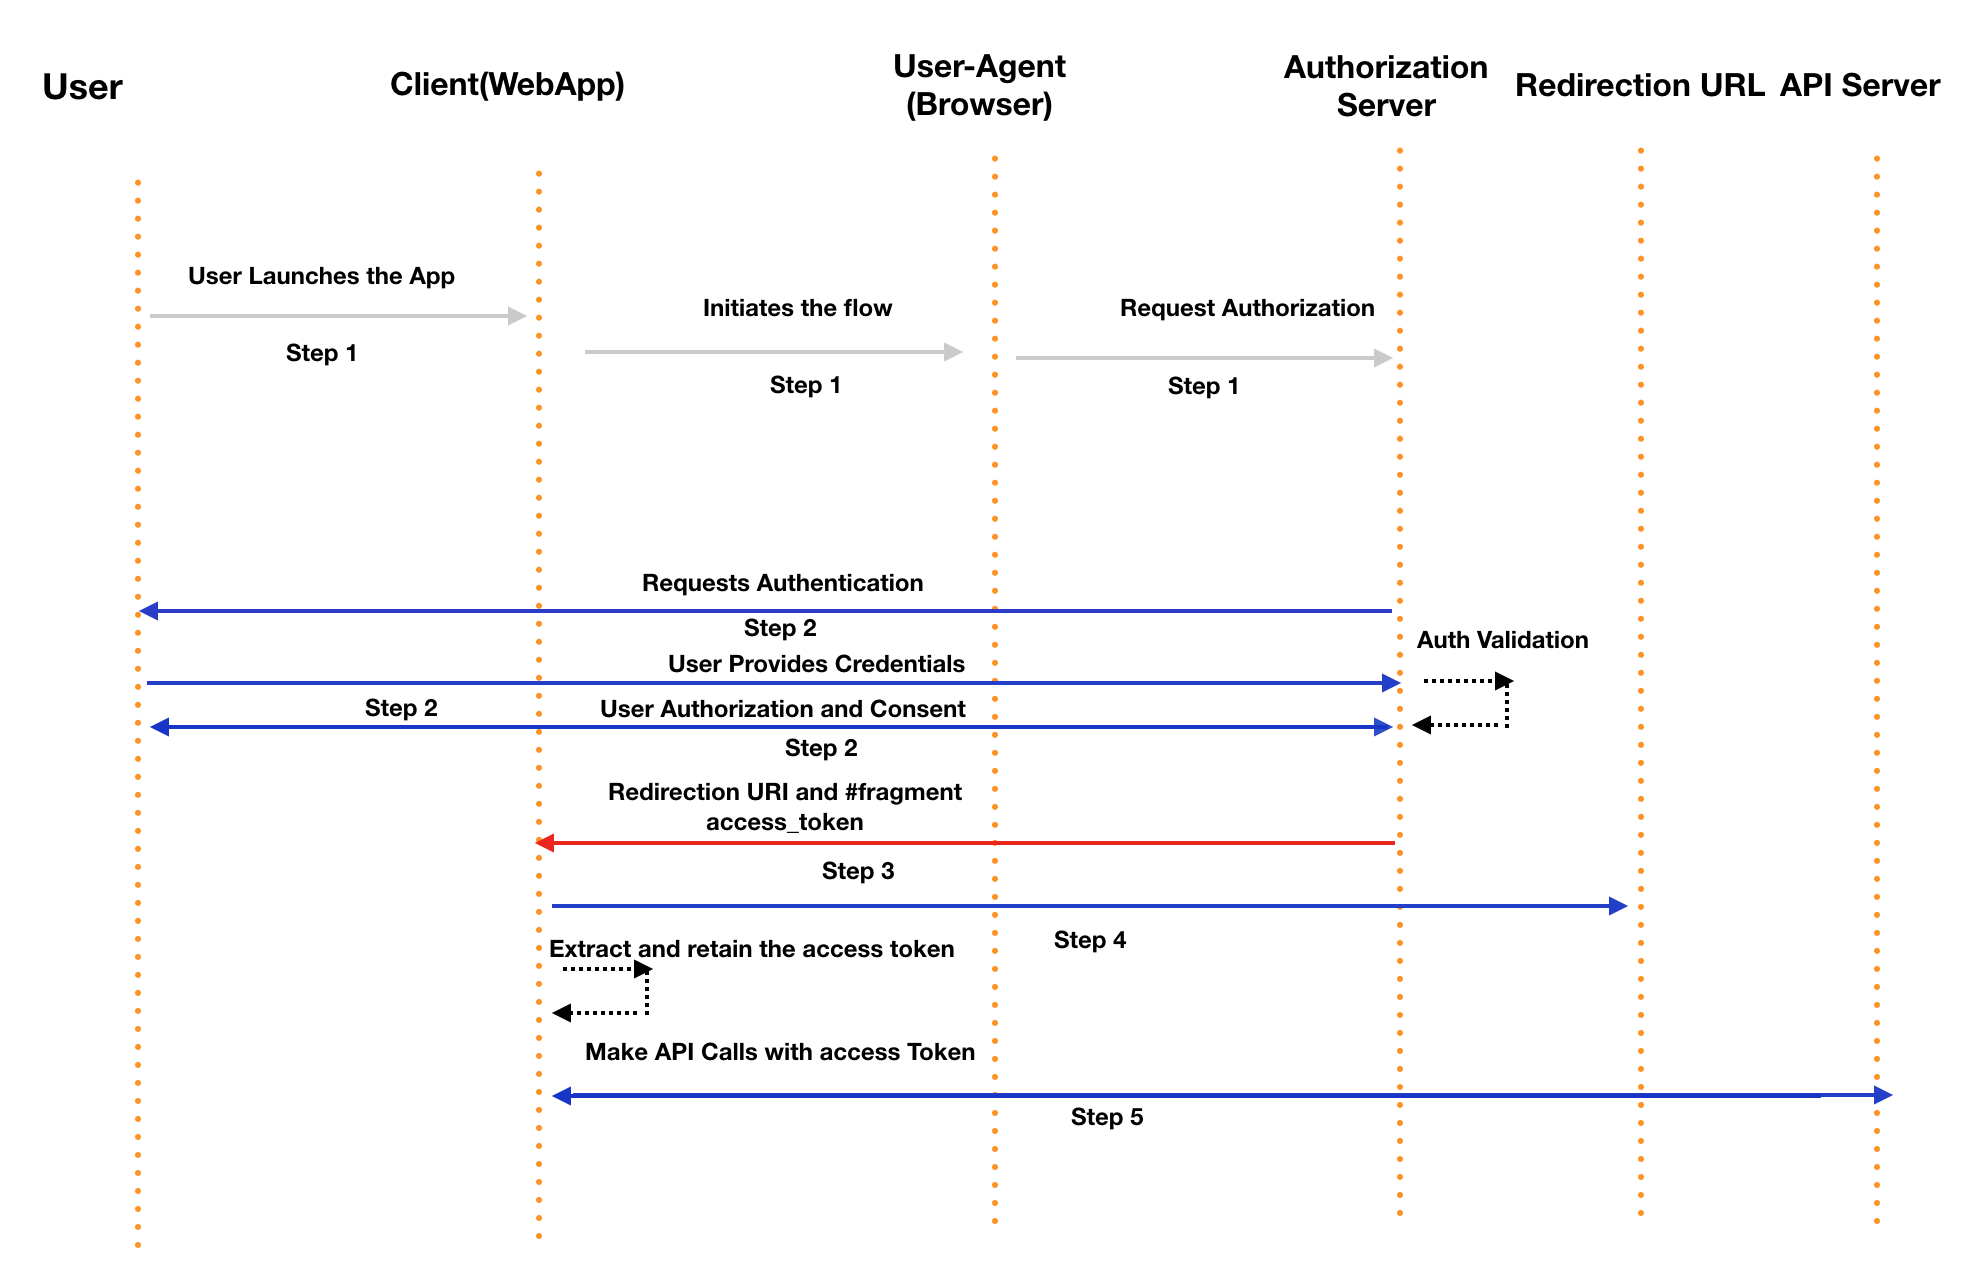 User
Client(WebApp)
User-Agent
(Browser)
Authorization
Server
Redirection URL
API Server
User Launches the App
Step 1
Initiates the flow
Step 1
Request Authorization
Step 1
Requests Authentication
Step 2
Auth Validation
User Provides Credentials
Step 2
User Authorization and Consent
Step 2
Redirection URI and #fragment
access_token
Step 3
Step 4
Extract and retain the access token
Make API Calls with access Token
Step 5